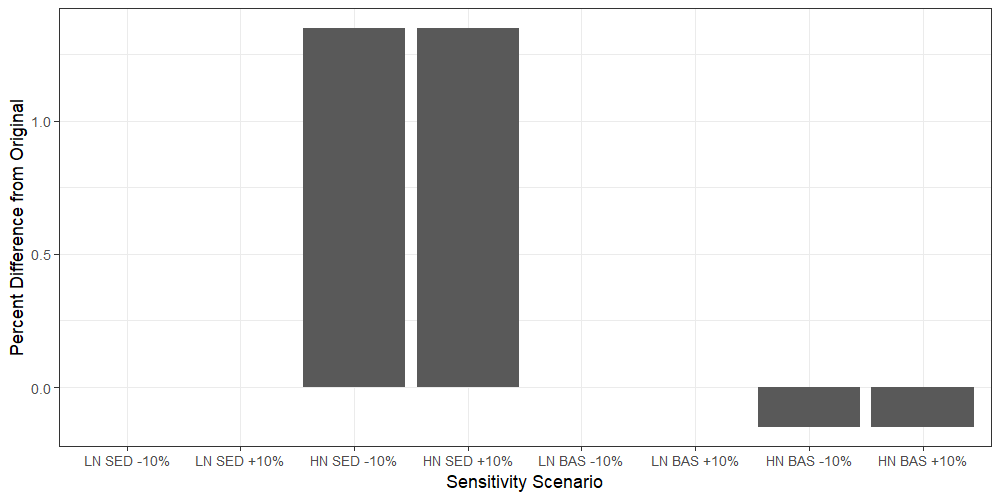 Percent Difference from Original
1.0
0.5
0.0
LN SED -10% LN SED +10% HN SED -10% HN SED +10% LN BAS -10% LN BAS +10% HN BAS -10% HN BAS +10%
Sensitivity Scenario